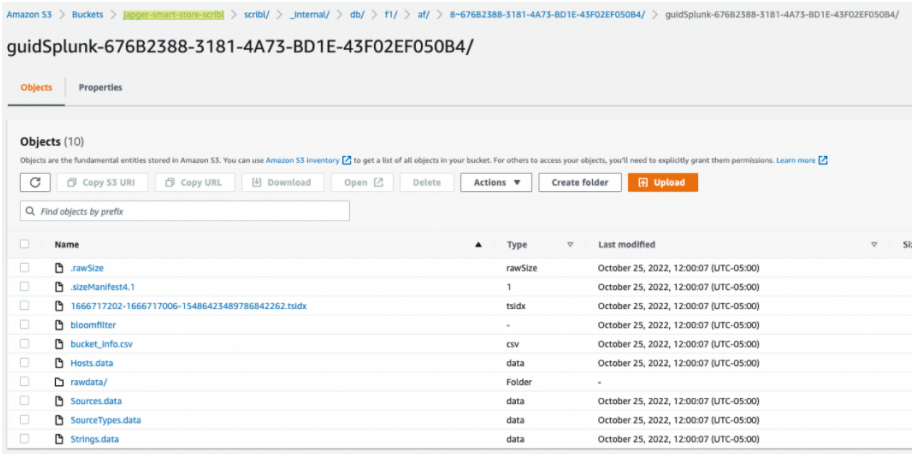 Amazon S3 > Buckets > japger-smart-store-scribl > scribl/ > _internal/ > db/ > f1/ > af/ > 8~676B2388-3181-4A73-BD1E-43F02EF050B4/ > guidSplunk-676B2388-3181-4A73-BD1E-43F02EF050B4/
guidSplunk-676B2388-3181-4A73-BD1E-43F02EF050B4/
Objects Properties
Objects (10)
Objects are the fundamental entities stored in Amazon S3. You can use Amazon S3 inventory to get a list of all objects in your bucket. For others to access your objects, you'll need to explicitly grant them permissions. Learn more
Copy S3 URI Copy URL Download Open Delete Actions ▼ Create folder Upload
Find objects by prefix
Name ▲ Type ▽ Last modified ▽ Siz
.rawSize rawSize October 25, 2022, 12:00:07 (UTC-05:00)
.sizeManifest4.1 1 October 25, 2022, 12:00:07 (UTC-05:00)
1666717202-1666717006-15486423489786842262.tsidx tsidx October 25, 2022, 12:00:07 (UTC-05:00)
bloomfilter - October 25, 2022, 12:00:07 (UTC-05:00)
bucket_info.csv csv October 25, 2022, 12:00:07 (UTC-05:00)
Hosts.data data October 25, 2022, 12:00:07 (UTC-05:00)
rawdata/ Folder -
Sources.data data October 25, 2022, 12:00:07 (UTC-05:00)
SourceTypes.data data October 25, 2022, 12:00:07 (UTC-05:00)
Strings.data data October 25, 2022, 12:00:07 (UTC-05:00)